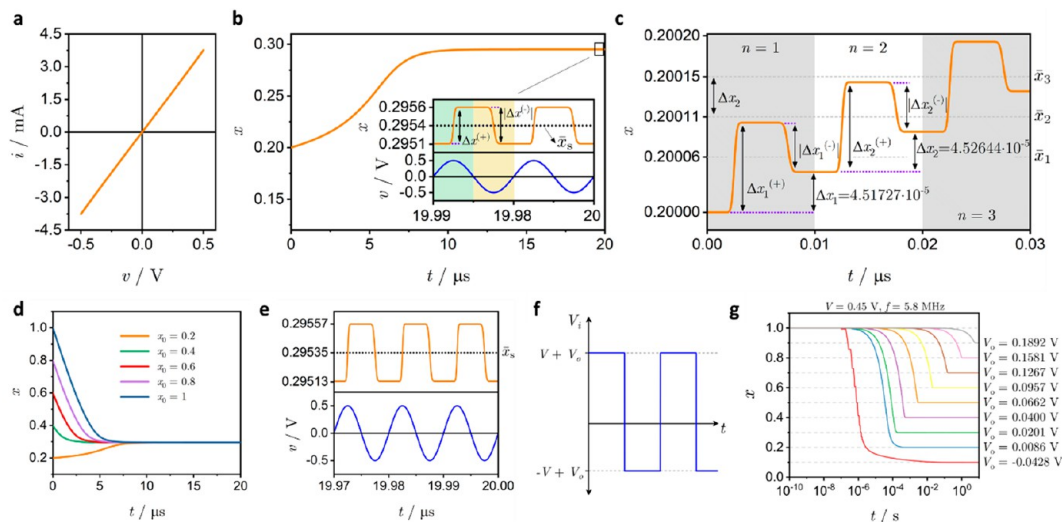 a
i / mA
4.5
3.0
1.5
0.0
-1.5
-3.0
4.5
-0.5 0.0 0.5
v / V
b
x
0.30
0.25
0.20
0.15
0 5 10 15 20
t / μs
x
0.2956
0.2954
0.2951
Δx⁽⁺⁾
|Δx⁽⁻⁾|
x̄ₛ
v / V
0.5
0.0
-0.5
19.99 19.98 20
c
x
0.20020
0.20015
0.20006
0.20000
n = 1 n = 2
n = 3
Δx₂
Δx₁⁽⁺⁾
|Δx₁⁽⁻⁾|
Δx₁=4.51727·10⁻⁵
Δx₂⁽⁺⁾
|Δx₂⁽⁻⁾|
Δx₂=4.52644·10⁻⁵
x̄₃
x̄₂
x̄₁
0.00 0.01 0.02 0.03
t / μs
d
x
1.0
0.8
0.6
0.4
0.2
x₀ = 0.2
x₀ = 0.4
x₀ = 0.6
x₀ = 0.8
x₀ = 1
0 5 10 15 20
t / μs
e
x
0.29557
0.29535
0.29513
x̄ₛ
v / V
0.5
0.0
-0.5
19.97 19.98 19.99 20.00
t / μs
f
Vᵢ
V + Vₒ
-V + Vₒ
t
g
V = 0.45 V, f = 5.8 MHz
x
1.0
0.8
0.6
0.4
0.2
0.0
Vₒ = 0.1892 V
Vₒ = 0.1581 V
Vₒ = 0.1267 V
Vₒ = 0.0957 V
Vₒ = 0.0662 V
Vₒ = 0.0400 V
Vₒ = 0.0201 V
Vₒ = 0.0086 V
Vₒ = -0.0428 V
10⁻¹⁰ 10⁻⁸ 10⁻⁶ 10⁻⁴ 10⁻² 10⁰
t / s